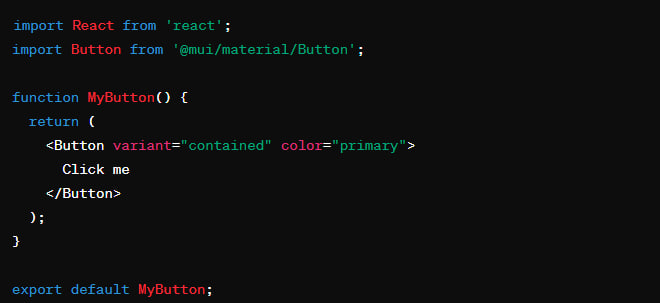 import React from 'react';
import Button from '@mui/material/Button';

function MyButton() {
  return (
    <Button variant="contained" color="primary">
      Click me
    </Button>
  );
}

export default MyButton;